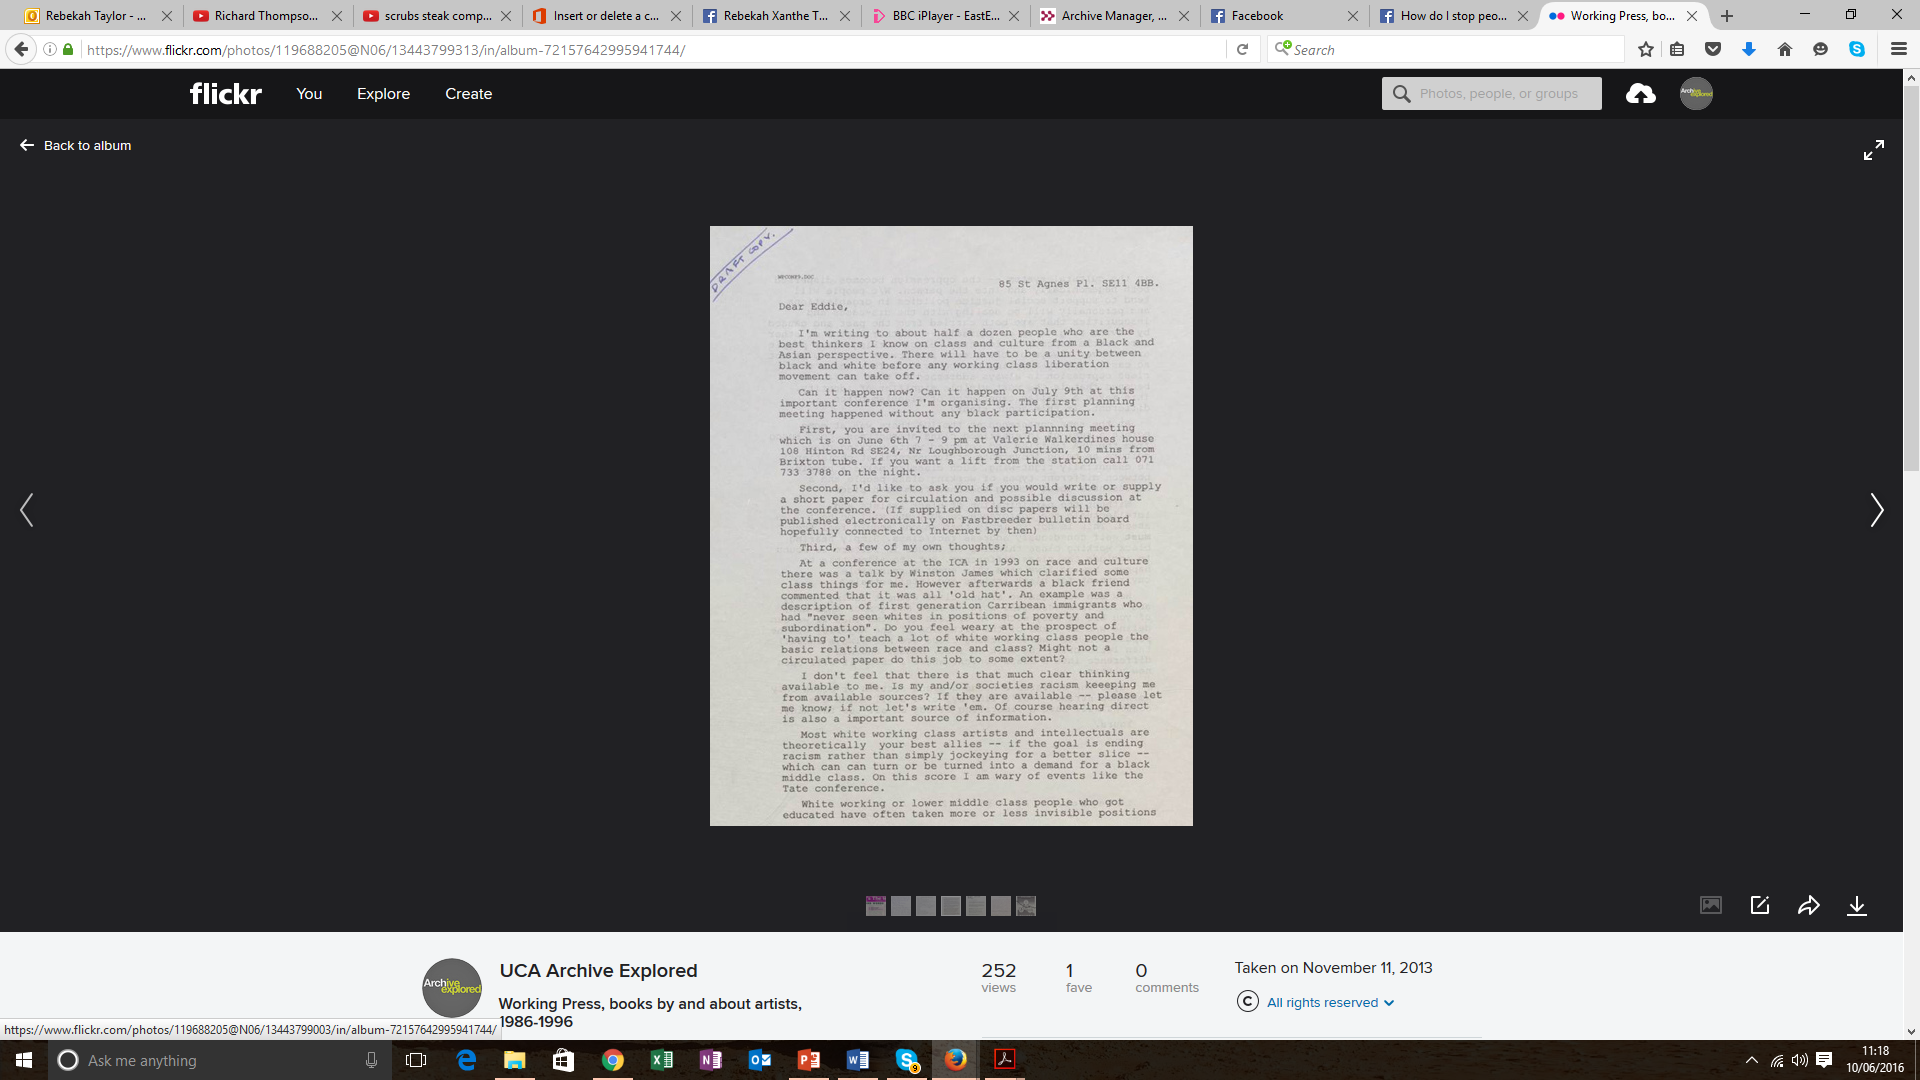 Rebekah Taylor - ...
Richard Thompso...
scrubs steak comp...
Insert or delete a c...
Rebekah Xanthe T...
BBC iPlayer - EastE...
Archive Manager, ...
Facebook
How do I stop peo...
Working Press, bo...
https://www.flickr.com/photos/119688205@N06/13443799313/in/album-72157642995941744/
Search
flickr
You
Explore
Create
Photos, people, or groups
Archive explored
Back to album
DRAFT COPY.
WPCONF3.DOC
85 St Agnes Pl. SE11 4BB.
Dear Eddie,
I'm writing to about half a dozen people who are the
best thinkers I know on class and culture from a Black and
Asian perspective. There will have to be a unity between
black and white before any working class liberation
movement can take off.
Can it happen now? Can it happen on July 9th at this
important conference I'm organising. The first planning
meeting happened without any black participation.
First, you are invited to the next plannning meeting
which is on June 6th 7 - 9 pm at Valerie Walkerdines house
108 Hinton Rd SE24, Nr Loughborough Junction, 10 mins from
Brixton tube. If you want a lift from the station call 071
733 3788 on the night.
Second, I'd like to ask you if you would write or supply
a short paper for circulation and possible discussion at
the conference. (If supplied on disc papers will be
published electronically on Fastbreeder bulletin board
hopefully connected to Internet by then)
Third, a few of my own thoughts;
At a conference at the ICA in 1993 on race and culture
there was a talk by Winston James which clarified some
class things for me. However afterwards a black friend
commented that it was all 'old hat'. An example was a
description of first generation Carribean immigrants who
had "never seen whites in positions of poverty and
subordination". Do you feel weary at the prospect of
'having to' teach a lot of white working class people the
basic relations between race and class? Might not a
circulated paper do this job to some extent?
I don't feel that there is that much clear thinking
available to me. Is my and/or societies racism keeeping me
from available sources? If they are available -- please let
me know; if not let's write 'em. Of course hearing direct
is also a important source of information.
Most white working class artists and intellectuals are
theoretically your best allies -- if the goal is ending
racism rather than simply jockeying for a better slice --
which can can turn or be turned into a demand for a black
middle class. On this score I am wary of events like the
Tate conference.
White working or lower middle class people who got
educated have often taken more or less invisible positions
Archive explored
UCA Archive Explored
Working Press, books by and about artists,
1986-1996
252
views
1
fave
0
comments
Taken on November 11, 2013
All rights reserved
https://www.flickr.com/photos/119688205@N06/13443799003/in/album-72157642995941744/
Ask me anything
9
11:18
10/06/2016